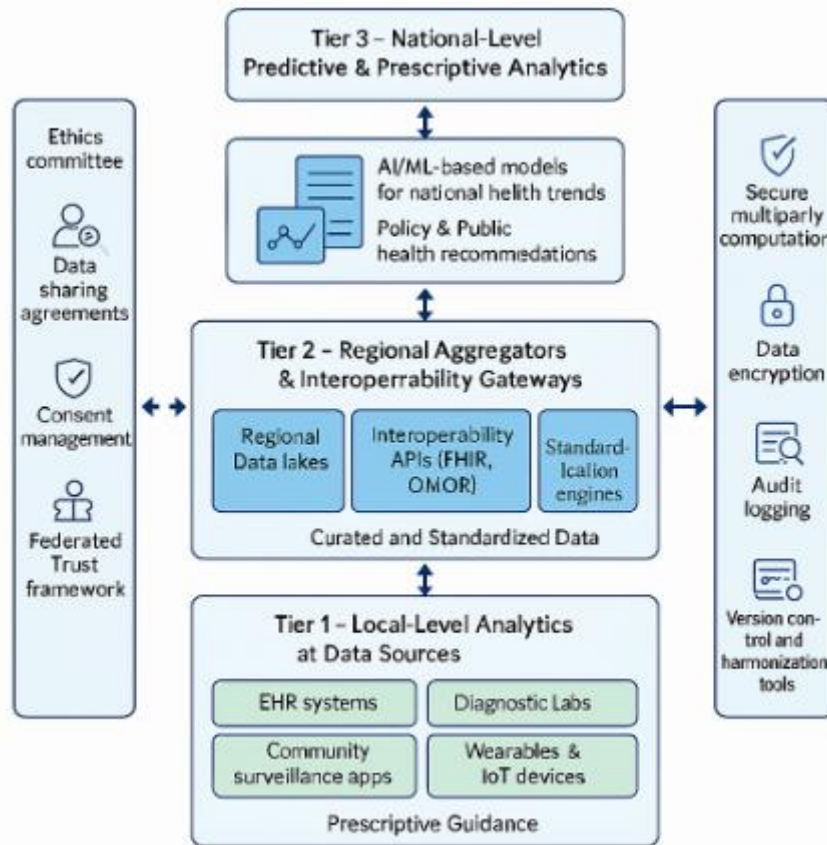 Tier 3 – National-Level
Predictive & Prescriptive Analytics
AI/ML-based models
for national helith trends
Policy & Public
health recommedations
Ethics
committee
Data
sharing
agreements
Consent
management
Federated
Trust
framework
Tier 2 – Regional Aggregators
& Interoperrability Gateways
Regional
Data lakes
Interoperability
APIs (FHIR,
OMOR)
Standard-
ication
engines
Curated and Standardized Data
Secure
multiparly
computation
Data
encryption
Audit
logging
Version con-
trol and
harmonization
tools
Tier 1 – Local-Level Analytics
at Data Sources
EHR systems
Diagnostic Labs
Community
surveillance apps
Wearables &
IoT devices
Prescriptive Guidance